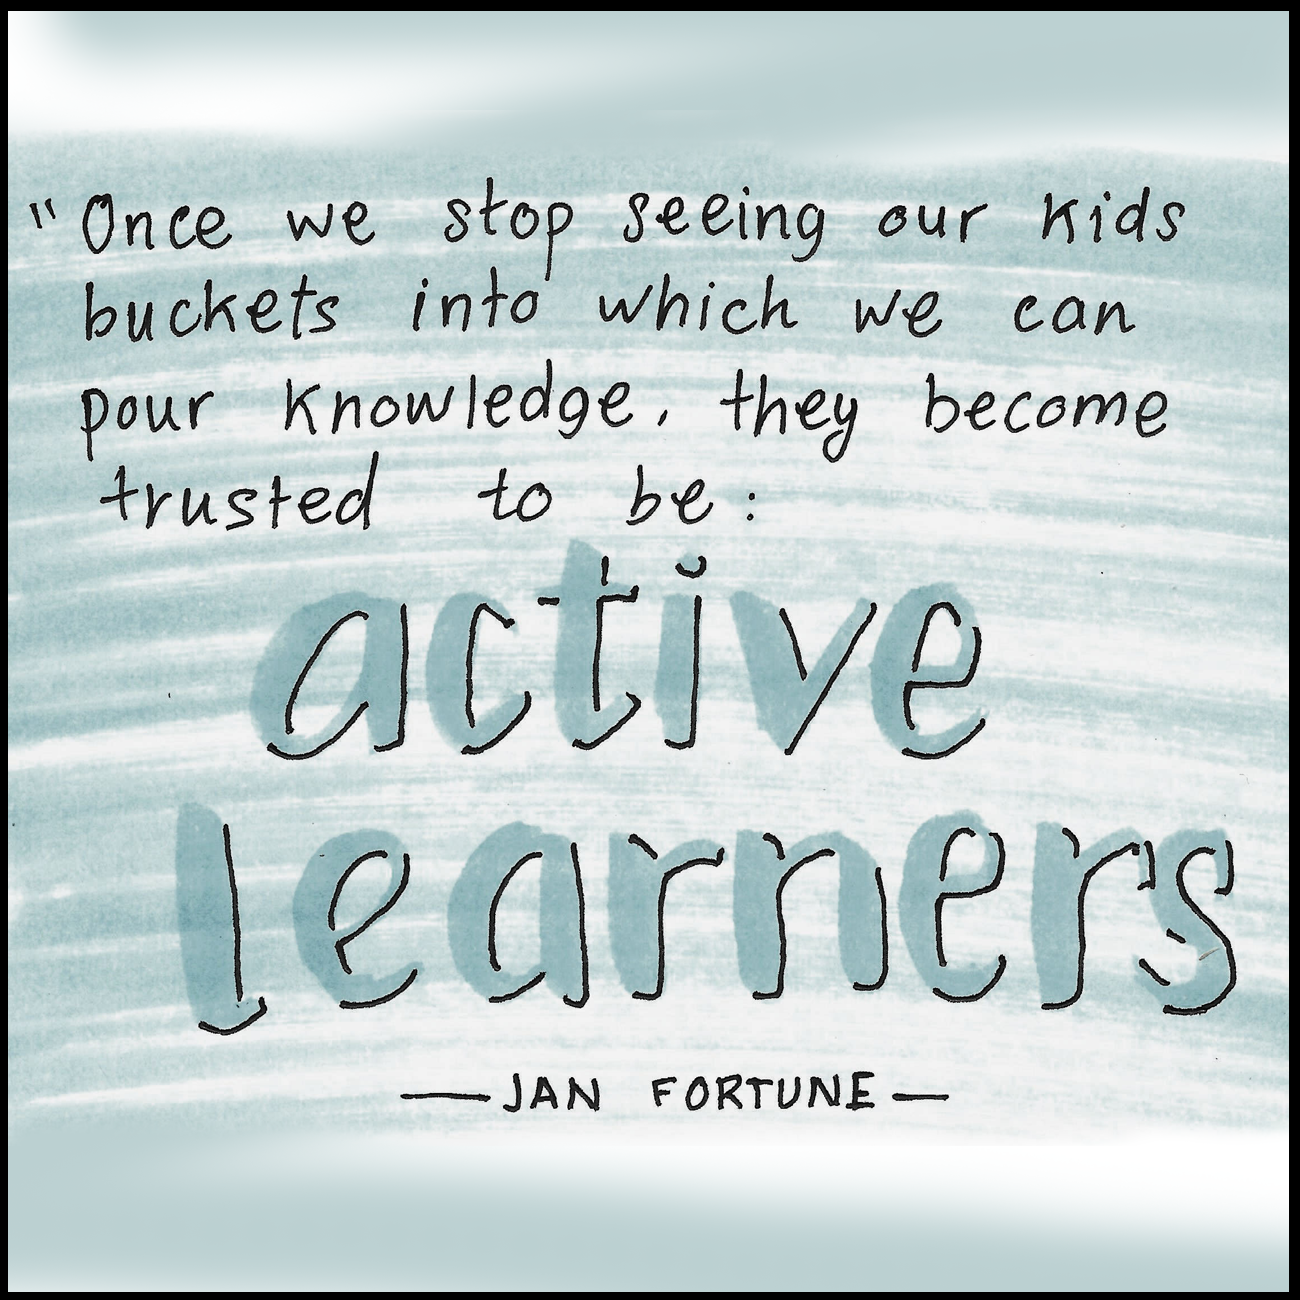 "Once we stop seeing our kids
buckets into which we can
pour knowledge, they become
trusted to be:
active
learners
— JAN FORTUNE —